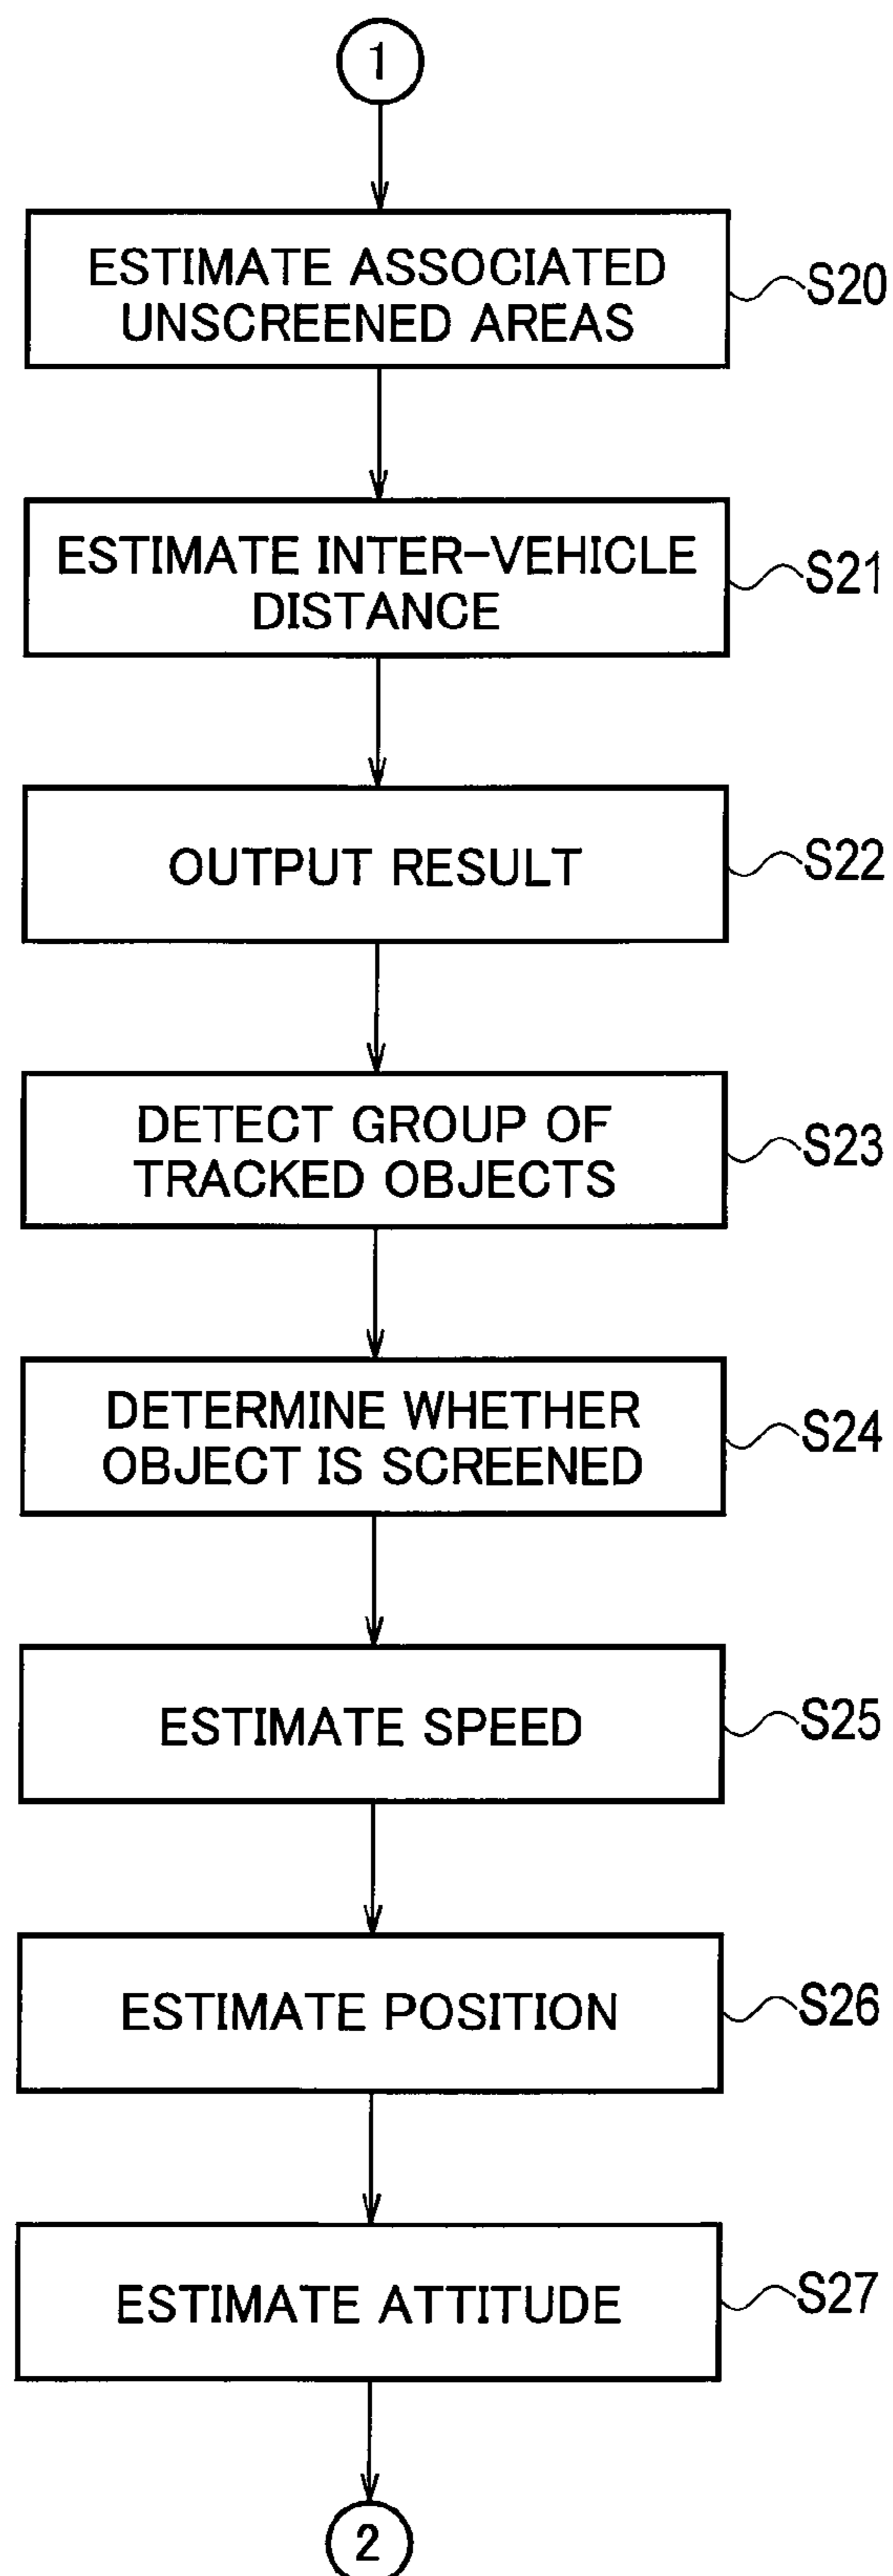 1
ESTIMATE ASSOCIATED
UNSCREENED AREAS
S20
ESTIMATE INTER-VEHICLE
DISTANCE
S21
OUTPUT RESULT
S22
DETECT GROUP OF
TRACKED OBJECTS
S23
DETERMINE WHETHER
OBJECT IS SCREENED
S24
ESTIMATE SPEED
S25
ESTIMATE POSITION
S26
ESTIMATE ATTITUDE
S27
2